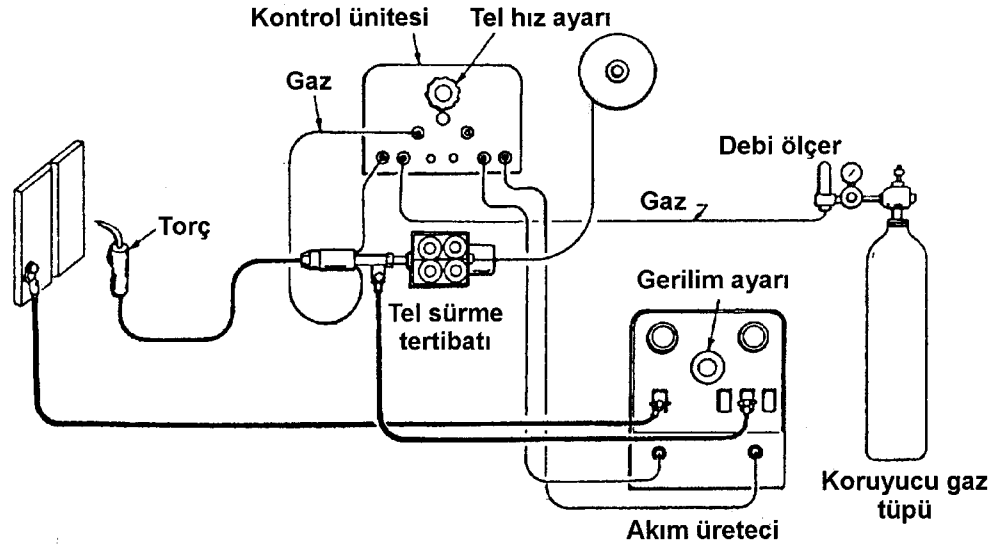 Kontrol ünitesi
Tel hız ayarı
Gaz
Debi ölçer
Gaz
Torç
Tel sürme
tertibatı
Gerilim ayarı
Koruyucu gaz
tüpü
Akım üreteci